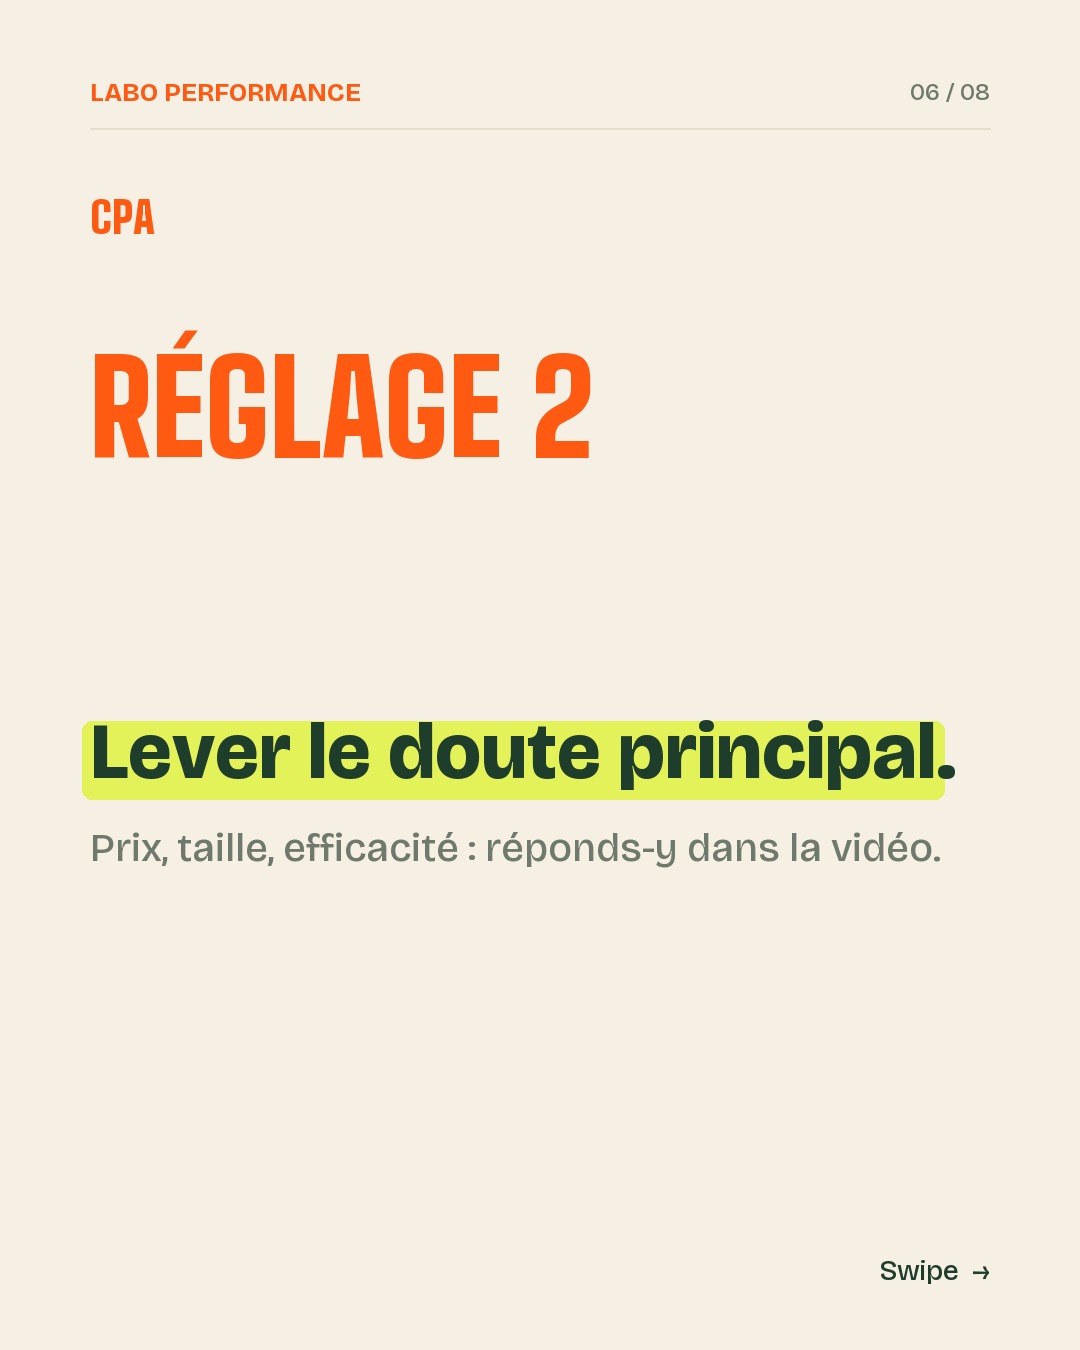 LABO PERFORMANCE
06 / 08
CPA
RÉGLAGE 2
Lever le doute principal.
Prix, taille, efficacité : réponds-y dans la vidéo.
Swipe →